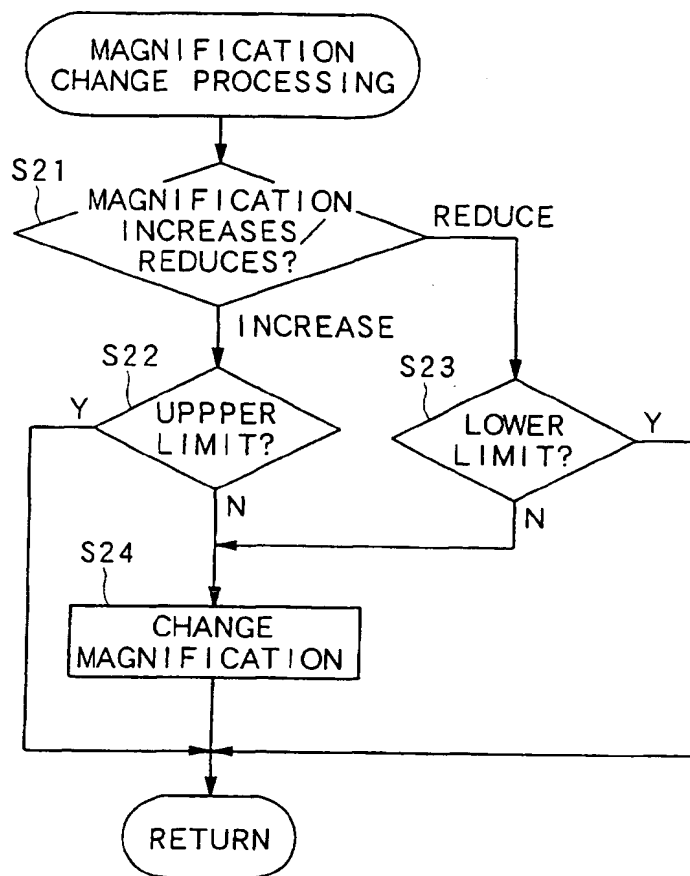 MAGNIFICATION
CHANGE PROCESSING
S21
MAGNIFICATION
INCREASES/
REDUCES?
REDUCE
INCREASE
S22
UPPPER
LIMIT?
Y
N
S23
LOWER
LIMIT?
Y
N
S24
CHANGE
MAGNIFICATION
RETURN